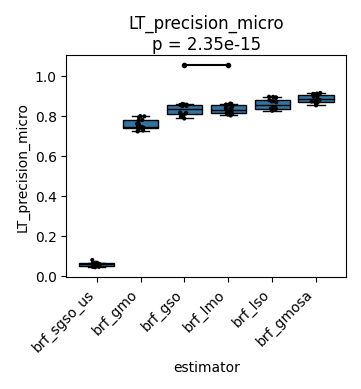 LT_precision_micro
p = 2.35e-15
LT_precision_micro
1.0
0.8
0.6
0.4
0.2
0.0
brf_sgso_us
brf_gmo
brf_gso
brf_lmo
brf_lso
brf_gmosa
estimator